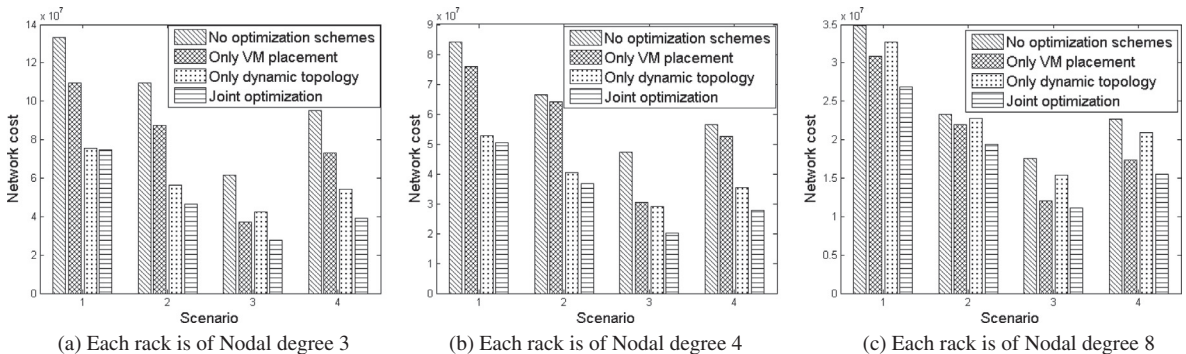 x 10^7
14
12
10
8
6
4
2
0
Network cost
No optimization schemes
Only VM placement
Only dynamic topology
Joint optimization
1 2 3 4
Scenario
(a) Each rack is of Nodal degree 3
x 10^7
9
8
7
6
5
4
3
2
1
0
Network cost
No optimization schemes
Only VM placement
Only dynamic topology
Joint optimization
1 2 3 4
Scenario
(b) Each rack is of Nodal degree 4
x 10^7
3.5
3
2.5
2
1.5
1
0.5
0
Network cost
No optimization schemes
Only VM placement
Only dynamic topology
Joint optimization
1 2 3 4
Scenario
(c) Each rack is of Nodal degree 8